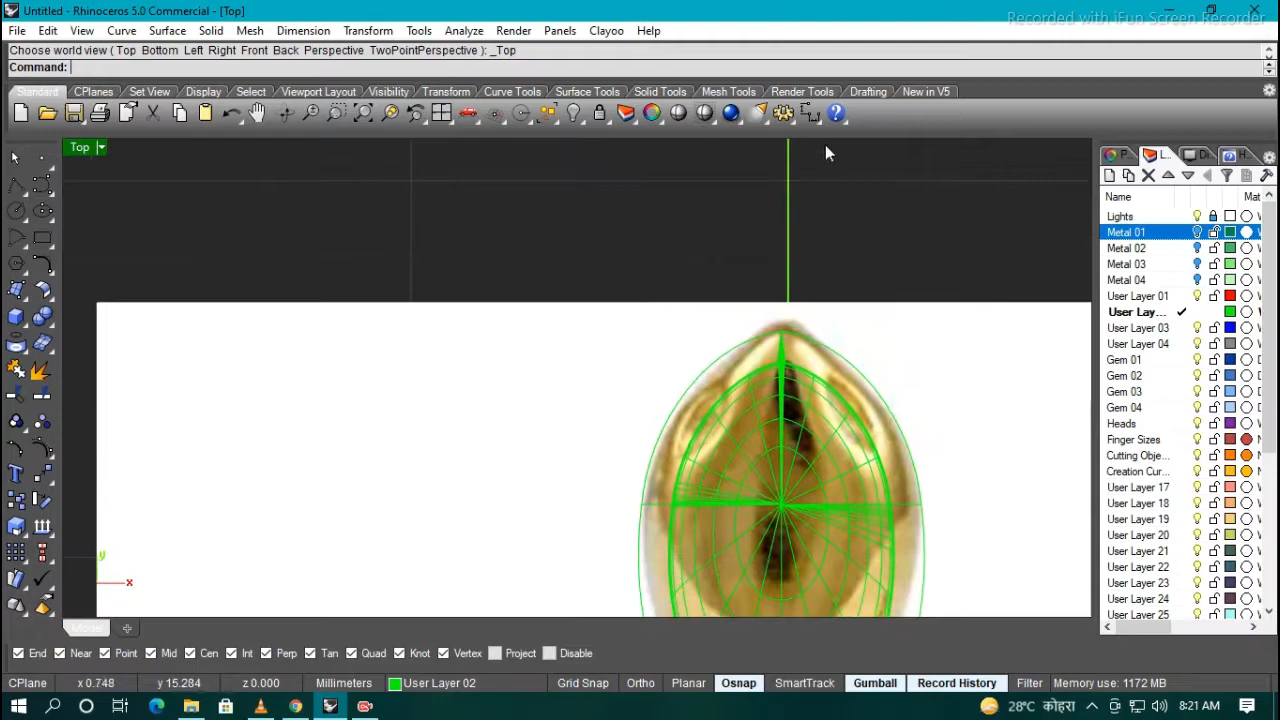 Untitled - Rhinoceros 5.0 Commercial - [Top]
Recorded with iFun Screen Recorder
File Edit View Curve Surface Solid Mesh Dimension Transform Tools Analyze Render Panels Clayoo Help
Choose world view ( Top Bottom Left Right Front Back Perspective TwoPointPerspective ): _Top
Command:
Standard CPlanes Set View Display Select Viewport Layout Visibility Transform Curve Tools Surface Tools Solid Tools Mesh Tools Render Tools Drafting New in V5
Top
P... L... Di H...
Name Mat
Lights
Metal 01
Metal 02
Metal 03
Metal 04
User Layer 01
User Lay...
User Layer 03
User Layer 04
Gem 01
Gem 02
Gem 03
Gem 04
Heads
Finger Sizes
Cutting Obje...
Creation Cur...
User Layer 17
User Layer 18
User Layer 19
User Layer 20
User Layer 21
User Layer 22
User Layer 23
User Layer 24
User Layer 25
y
x
End Near Point Mid Cen Int Perp Tan Quad Knot Vertex Project Disable
CPlane x 0.748 y 15.284 z 0.000 Millimeters User Layer 02 Grid Snap Ortho Planar Osnap SmartTrack Gumball Record History Filter Memory use: 1172 MB
28°C कोहरा 8:21 AM